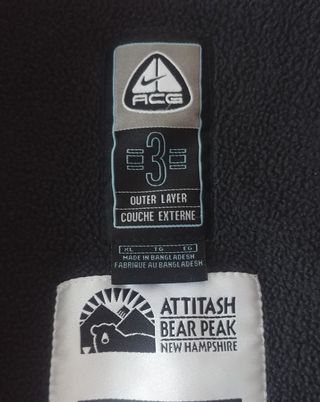 ACG
3
OUTER LAYER
COUCHE EXTERNE
XL TG EG
MADE IN BANGLADESH
FABRIQUE AU BANGLADESH
ATTITASH
BEAR PEAK
NEW HAMPSHIRE